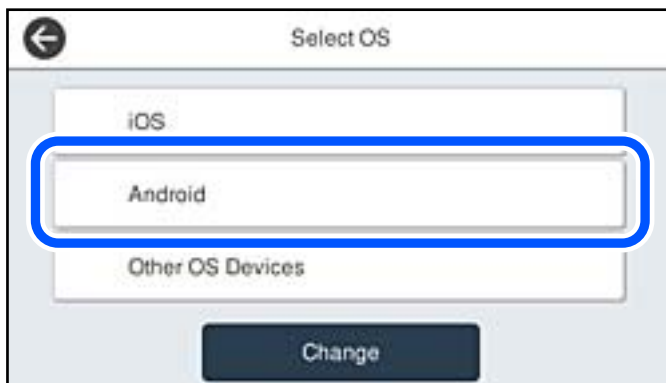 Select OS
iOS
Android
Other OS Devices
Change